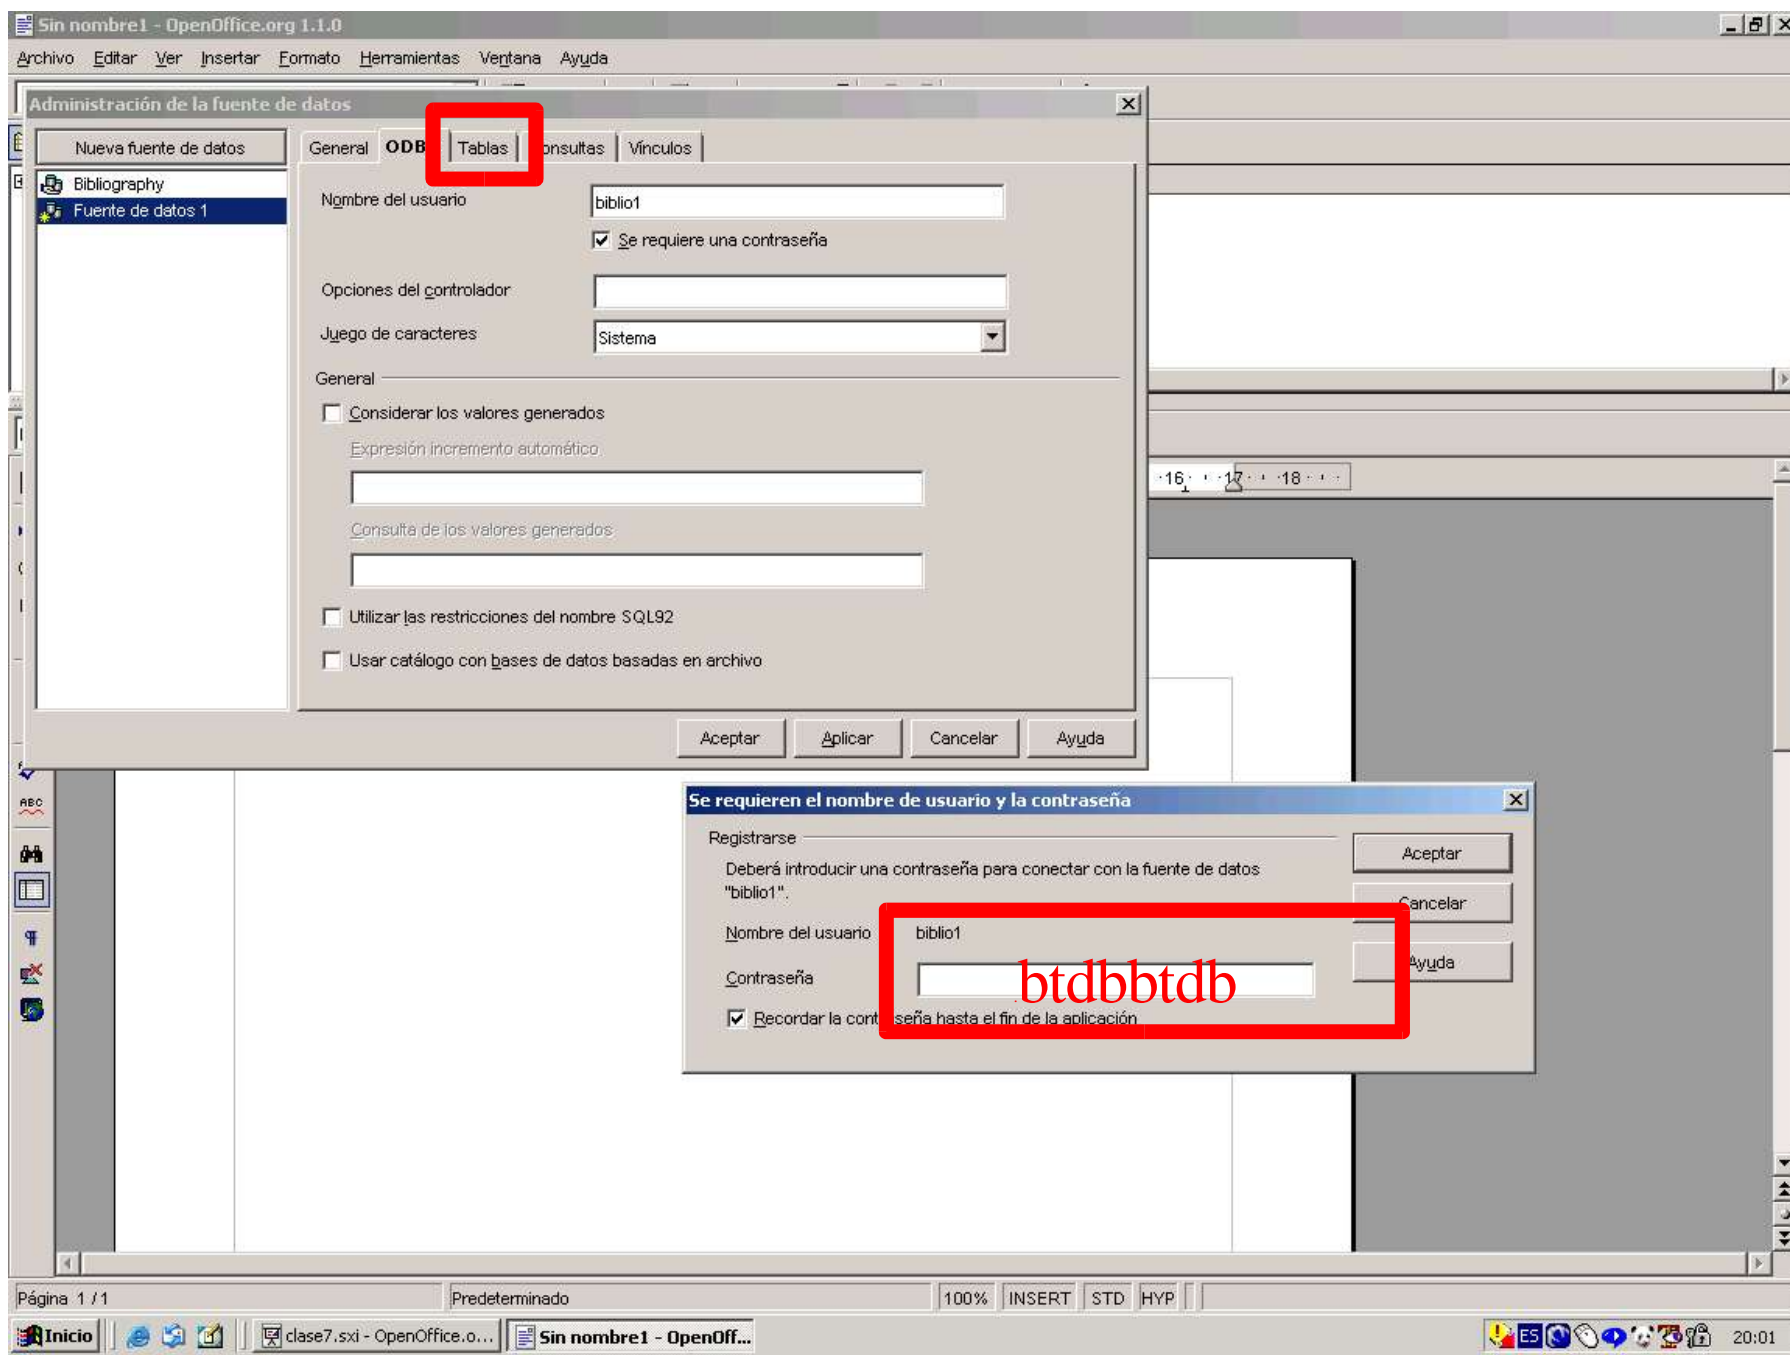 Sin nombre1 - OpenOffice.org 1.1.0
Archivo Editar Ver Insertar Formato Herramientas Ventana Ayuda
Administración de la fuente de datos
Nueva fuente de datos
Bibliography
Fuente de datos 1
General ODB Tablas onsultas Vínculos
Nombre del usuario biblio1
Se requiere una contraseña
Opciones del controlador
Juego de caracteres Sistema
General
Considerar los valores generados
Expresión incremento automático
Consulta de los valores generados
Utilizar las restricciones del nombre SQL92
Usar catálogo con bases de datos basadas en archivo
Aceptar Aplicar Cancelar Ayuda
16 17 18
ABC
Se requieren el nombre de usuario y la contraseña
Registrarse
Deberá introducir una contraseña para conectar con la fuente de datos
"biblio1".
Nombre del usuario biblio1
Contraseña btdbbtdb
Recordar la contraseña hasta el fin de la aplicación
Aceptar
Cancelar
Ayuda
Página 1 / 1 Predeterminado 100% INSERT STD HYP
Inicio clase7.sxi - OpenOffice.o... Sin nombre1 - OpenOff... ES 20:01